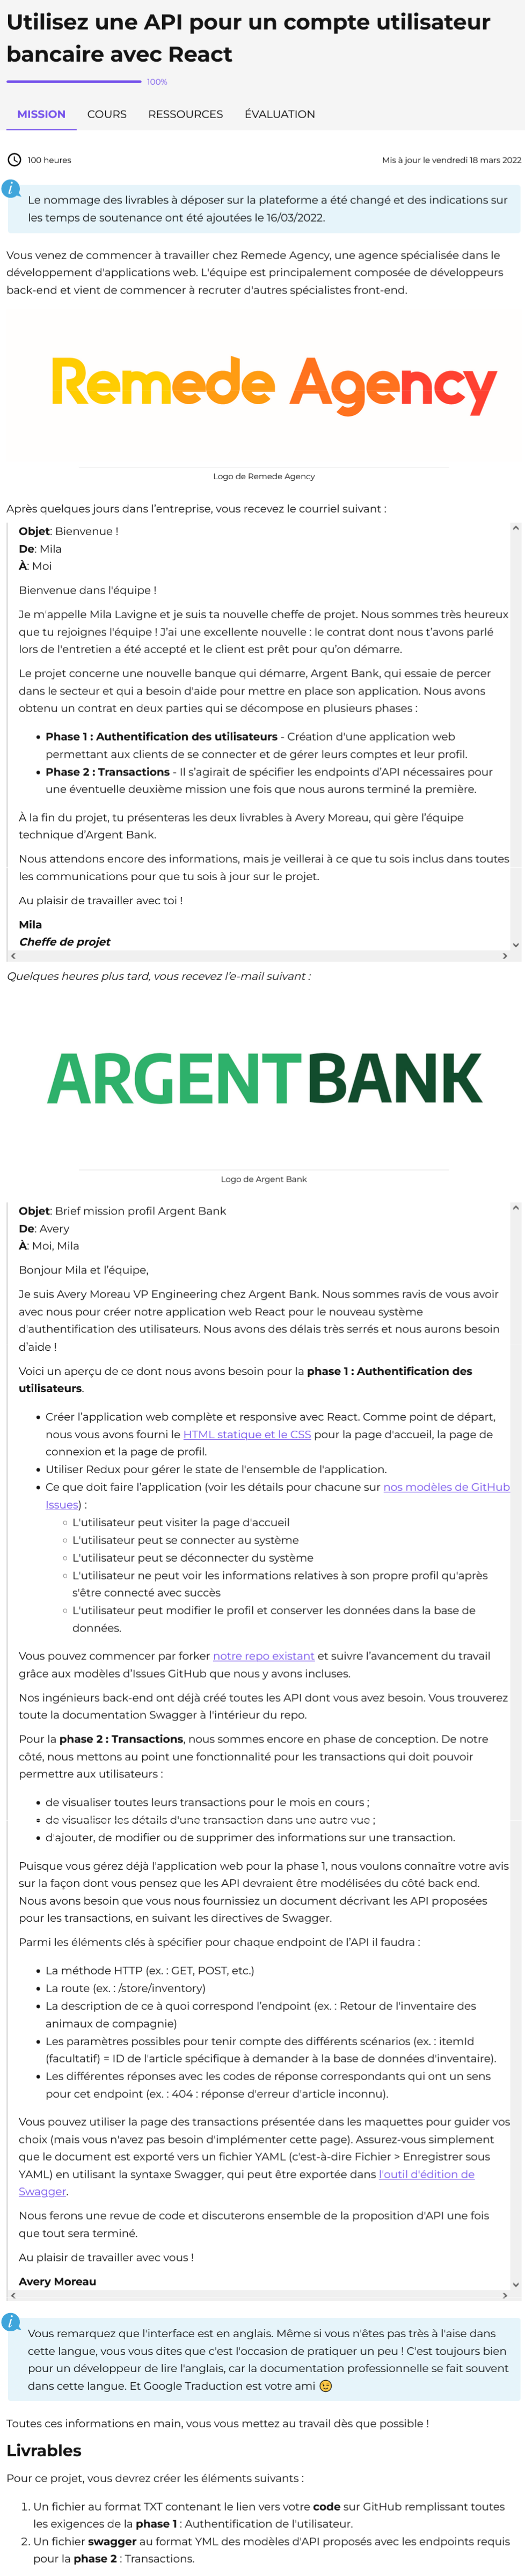 Utilisez une API pour un compte utilisateur
bancaire avec React
100%
MISSION COURS RESSOURCES ÉVALUATION
100 heures Mis à jour le vendredi 18 mars 2022
Le nommage des livrables à déposer sur la plateforme a été changé et des indications sur
les temps de soutenance ont été ajoutées le 16/03/2022.
Vous venez de commencer à travailler chez Remede Agency, une agence spécialisée dans le
développement d'applications web. L'équipe est principalement composée de développeurs
back-end et vient de commencer à recruter d'autres spécialistes front-end.
Remede Agency
Logo de Remede Agency
Après quelques jours dans l’entreprise, vous recevez le courriel suivant :
Objet: Bienvenue !
De: Mila
À: Moi
Bienvenue dans l'équipe !
Je m'appelle Mila Lavigne et je suis ta nouvelle cheffe de projet. Nous sommes très heureux
que tu rejoignes l'équipe ! J’ai une excellente nouvelle : le contrat dont nous t’avons parlé
lors de l'entretien a été accepté et le client est prêt pour qu’on démarre.
Le projet concerne une nouvelle banque qui démarre, Argent Bank, qui essaie de percer
dans le secteur et qui a besoin d'aide pour mettre en place son application. Nous avons
obtenu un contrat en deux parties qui se décompose en plusieurs phases :
• Phase 1 : Authentification des utilisateurs - Création d'une application web
permettant aux clients de se connecter et de gérer leurs comptes et leur profil.
• Phase 2 : Transactions - Il s’agirait de spécifier les endpoints d’API nécessaires pour
une éventuelle deuxième mission une fois que nous aurons terminé la première.
À la fin du projet, tu présenteras les deux livrables à Avery Moreau, qui gère l’équipe
technique d’Argent Bank.
Nous attendons encore des informations, mais je veillerai à ce que tu sois inclus dans toutes
les communications pour que tu sois à jour sur le projet.
Au plaisir de travailler avec toi !
Mila
Cheffe de projet
Quelques heures plus tard, vous recevez l’e-mail suivant :
ARGENTBANK
Logo de Argent Bank
Objet: Brief mission profil Argent Bank
De: Avery
À: Moi, Mila
Bonjour Mila et l’équipe,
Je suis Avery Moreau VP Engineering chez Argent Bank. Nous sommes ravis de vous avoir
avec nous pour créer notre application web React pour le nouveau système
d'authentification des utilisateurs. Nous avons des délais très serrés et nous aurons besoin
d’aide !
Voici un aperçu de ce dont nous avons besoin pour la phase 1 : Authentification des
utilisateurs.
• Créer l’application web complète et responsive avec React. Comme point de départ,
nous vous avons fourni le HTML statique et le CSS pour la page d'accueil, la page de
connexion et la page de profil.
• Utiliser Redux pour gérer le state de l'ensemble de l'application.
• Ce que doit faire l’application (voir les détails pour chacune sur nos modèles de GitHub
Issues) :
◦ L'utilisateur peut visiter la page d'accueil
◦ L'utilisateur peut se connecter au système
◦ L'utilisateur peut se déconnecter du système
◦ L'utilisateur ne peut voir les informations relatives à son propre profil qu'après
s'être connecté avec succès
◦ L'utilisateur peut modifier le profil et conserver les données dans la base de
données.
Vous pouvez commencer par forker notre repo existant et suivre l’avancement du travail
grâce aux modèles d’Issues GitHub que nous y avons incluses.
Nos ingénieurs back-end ont déjà créé toutes les API dont vous avez besoin. Vous trouverez
toute la documentation Swagger à l'intérieur du repo.
Pour la phase 2 : Transactions, nous sommes encore en phase de conception. De notre
côté, nous mettons au point une fonctionnalité pour les transactions qui doit pouvoir
permettre aux utilisateurs :
• de visualiser toutes leurs transactions pour le mois en cours ;
• de visualiser les détails d'une transaction dans une autre vue ;
• d'ajouter, de modifier ou de supprimer des informations sur une transaction.
Puisque vous gérez déjà l'application web pour la phase 1, nous voulons connaître votre avis
sur la façon dont vous pensez que les API devraient être modélisées du côté back end.
Nous avons besoin que vous nous fournissiez un document décrivant les API proposées
pour les transactions, en suivant les directives de Swagger.
Parmi les éléments clés à spécifier pour chaque endpoint de l’API il faudra :
• La méthode HTTP (ex. : GET, POST, etc.)
• La route (ex. : /store/inventory)
• La description de ce à quoi correspond l’endpoint (ex. : Retour de l'inventaire des
animaux de compagnie)
• Les paramètres possibles pour tenir compte des différents scénarios (ex. : itemId
(facultatif) = ID de l'article spécifique à demander à la base de données d'inventaire).
• Les différentes réponses avec les codes de réponse correspondants qui ont un sens
pour cet endpoint (ex. : 404 : réponse d'erreur d'article inconnu).
Vous pouvez utiliser la page des transactions présentée dans les maquettes pour guider vos
choix (mais vous n'avez pas besoin d'implémenter cette page). Assurez-vous simplement
que le document est exporté vers un fichier YAML (c'est-à-dire Fichier > Enregistrer sous
YAML) en utilisant la syntaxe Swagger, qui peut être exportée dans l'outil d'édition de
Swagger.
Nous ferons une revue de code et discuterons ensemble de la proposition d'API une fois
que tout sera terminé.
Au plaisir de travailler avec vous !
Avery Moreau
Vous remarquez que l'interface est en anglais. Même si vous n'êtes pas très à l'aise dans
cette langue, vous vous dites que c'est l'occasion de pratiquer un peu ! C'est toujours bien
pour un développeur de lire l'anglais, car la documentation professionnelle se fait souvent
dans cette langue. Et Google Traduction est votre ami 😉
Toutes ces informations en main, vous vous mettez au travail dès que possible !
Livrables
Pour ce projet, vous devrez créer les éléments suivants :
1. Un fichier au format TXT contenant le lien vers votre code sur GitHub remplissant toutes
les exigences de la phase 1 : Authentification de l'utilisateur.
2. Un fichier swagger au format YML des modèles d'API proposés avec les endpoints requis
pour la phase 2 : Transactions.